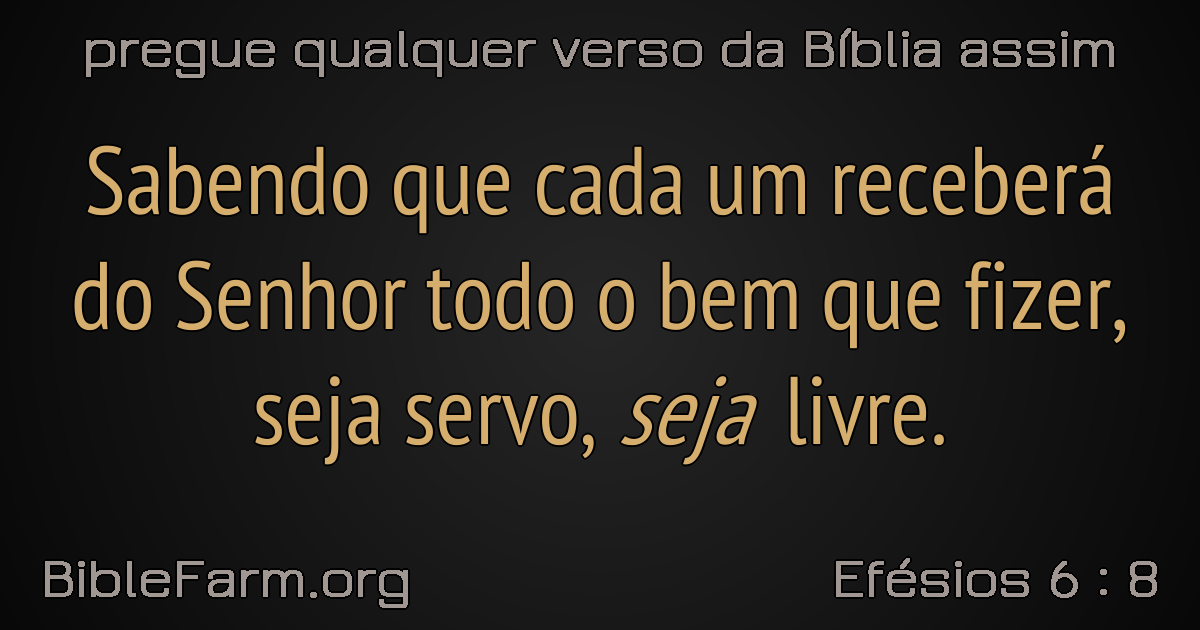 pregue qualquer verso da Bíblia assim
Sabendo que cada um receberá
do Senhor todo o bem que fizer,
seja servo, seja livre.
BibleFarm.org
Efésios 6 : 8